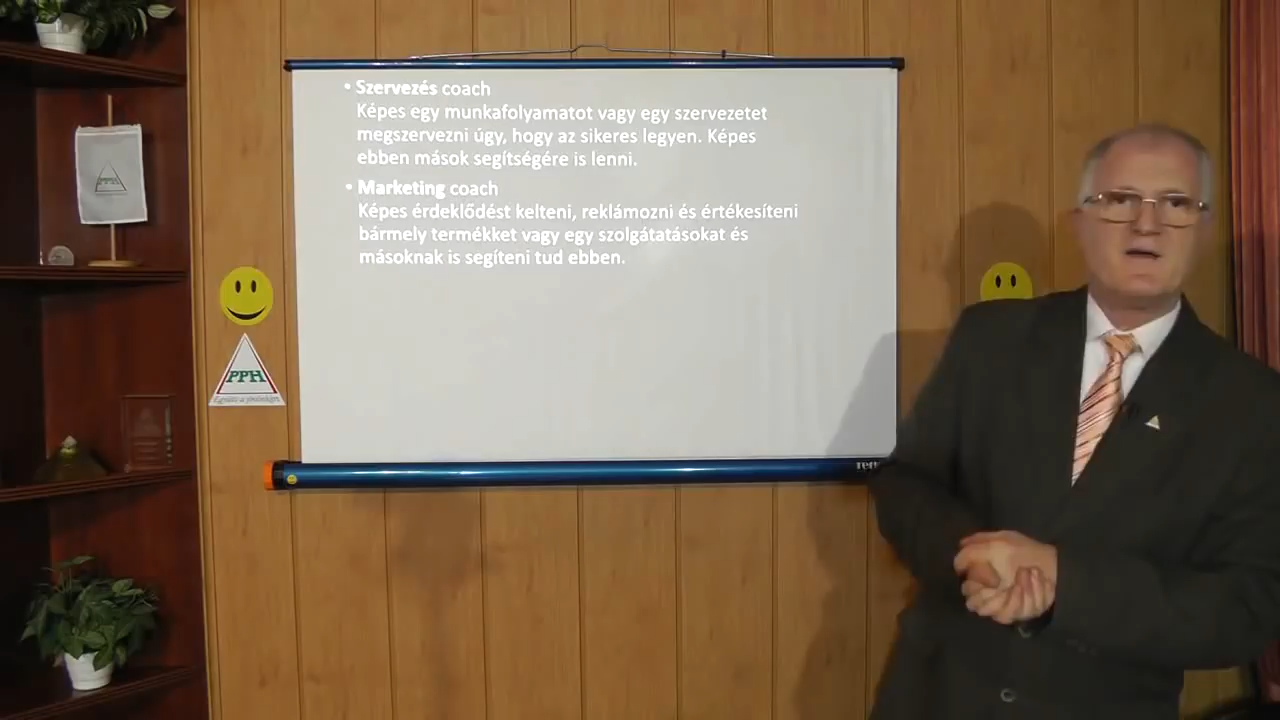 • Szervezés coach
Képes egy munkafolyamatot vagy egy szervezetet
megszervezni úgy, hogy az sikeres legyen. Képes
ebben mások segítségére is lenni.
• Marketing coach
Képes érdeklődést kelteni, reklámozni és értékesíteni
bármely termékket vagy egy szolgátatásokat és
másoknak is segíteni tud ebben.
PPH
PPH